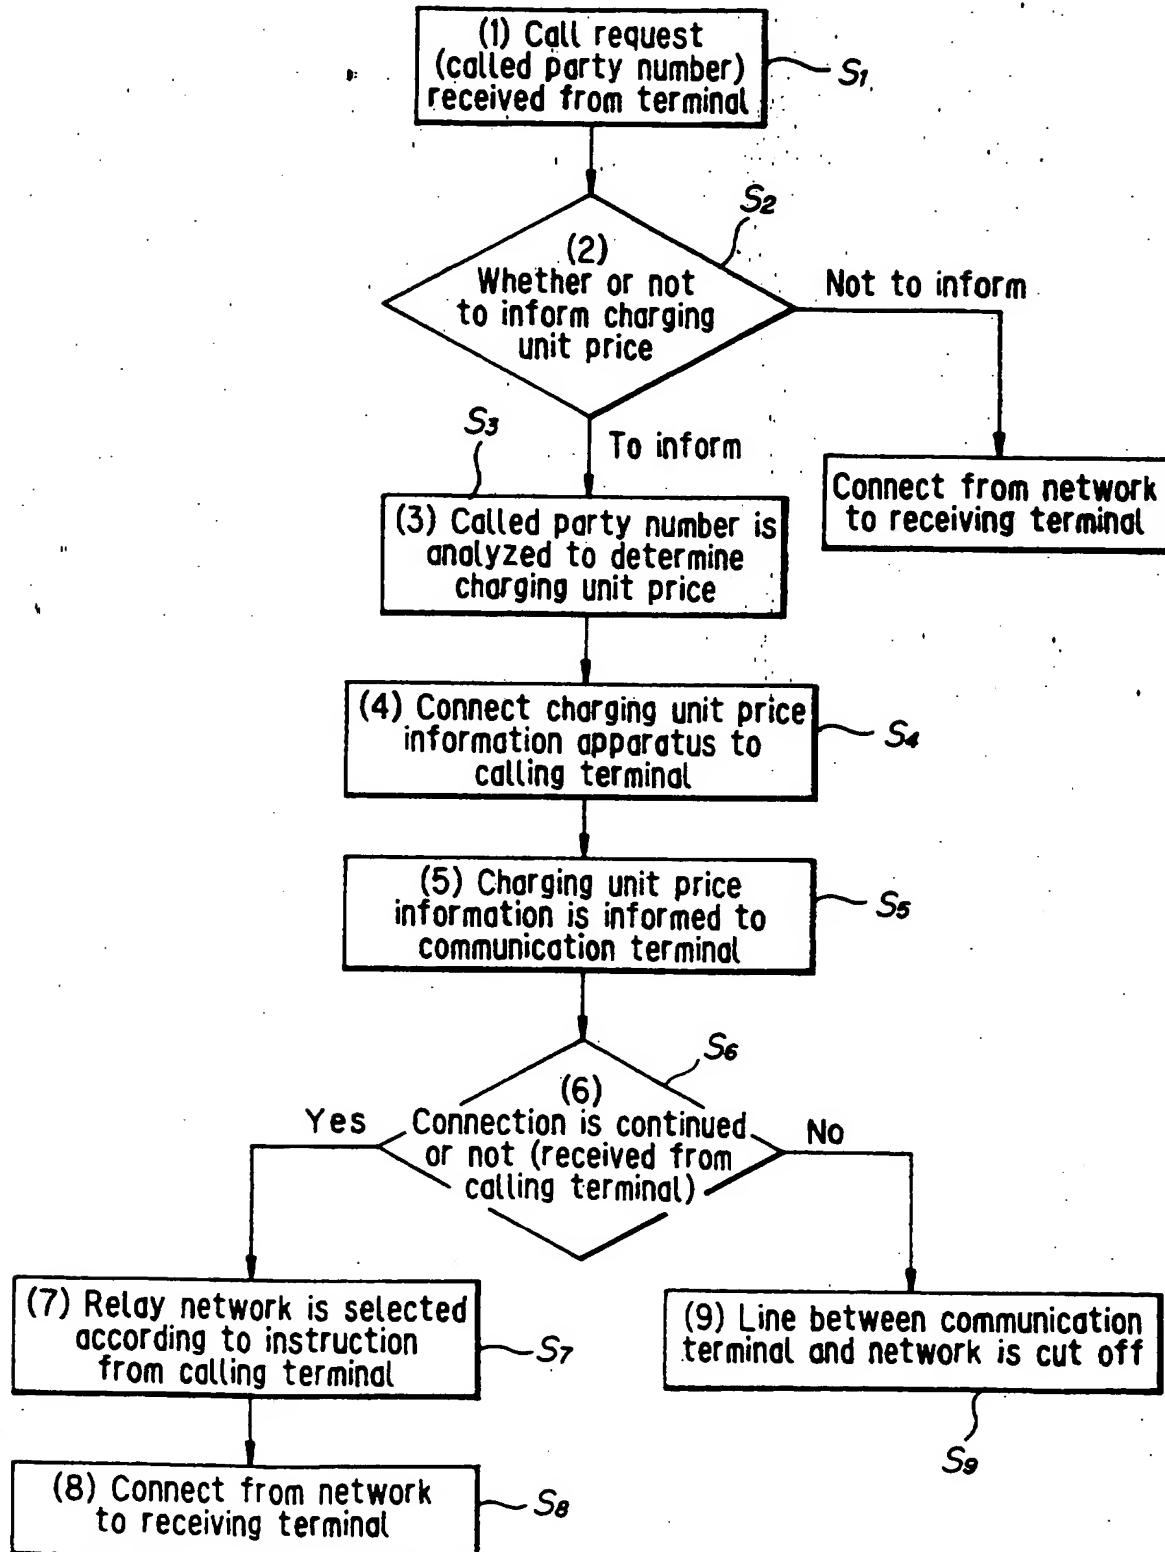 (1) Call request
(called party number)
received from terminal
S1
S2
(2)
Whether or not
to inform charging
unit price
Not to inform
S3
To inform
Connect from network
to receiving terminal
(3) Called party number is
analyzed to determine
charging unit price
(4) Connect charging unit price
information apparatus to
calling terminal
S4
(5) Charging unit price
information is informed to
communication terminal
S5
S6
(6)
Connection is continued
or not (received from
calling terminal)
Yes
No
(7) Relay network is selected
according to instruction
from calling terminal
S7
(9) Line between communication
terminal and network is cut off
S9
(8) Connect from network
to receiving terminal
S8